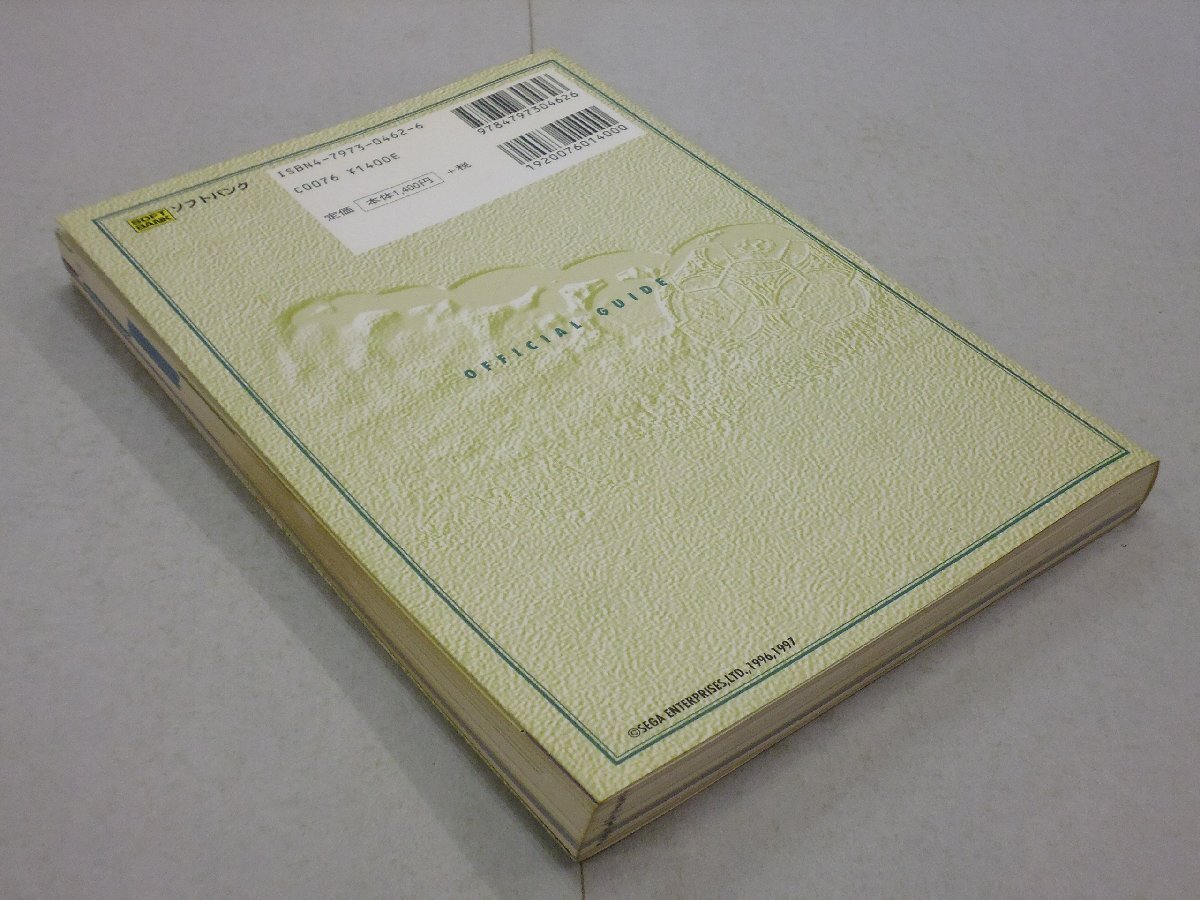 9784797304626
ISBN4-7973-0462-6
1920076014000
C0076 ¥1400E
定価 本体1,400円 +税
SOFT BANK ソフトバンク
OFFICIAL GUIDE
©SEGA ENTERPRISES,LTD.,1996,1997